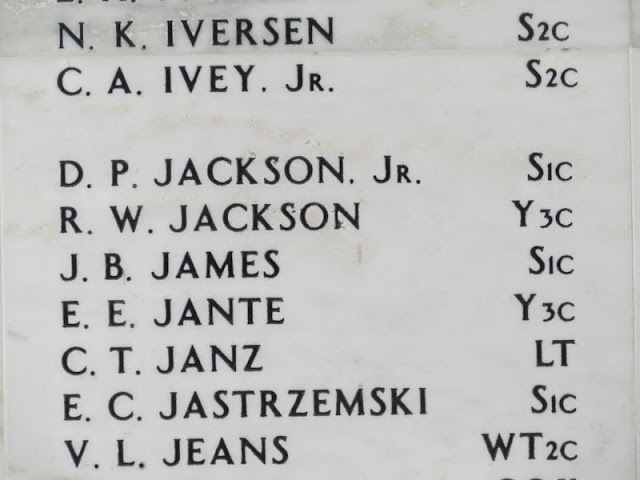 N. K. IVERSEN S2C
C. A. IVEY. JR. S2C
D. P. JACKSON. JR. S1C
R. W. JACKSON Y3C
J. B. JAMES S1C
E. E. JANTE Y3C
C. T. JANZ LT
E. C. JASTRZEMSKI S1C
V. L. JEANS WT2C